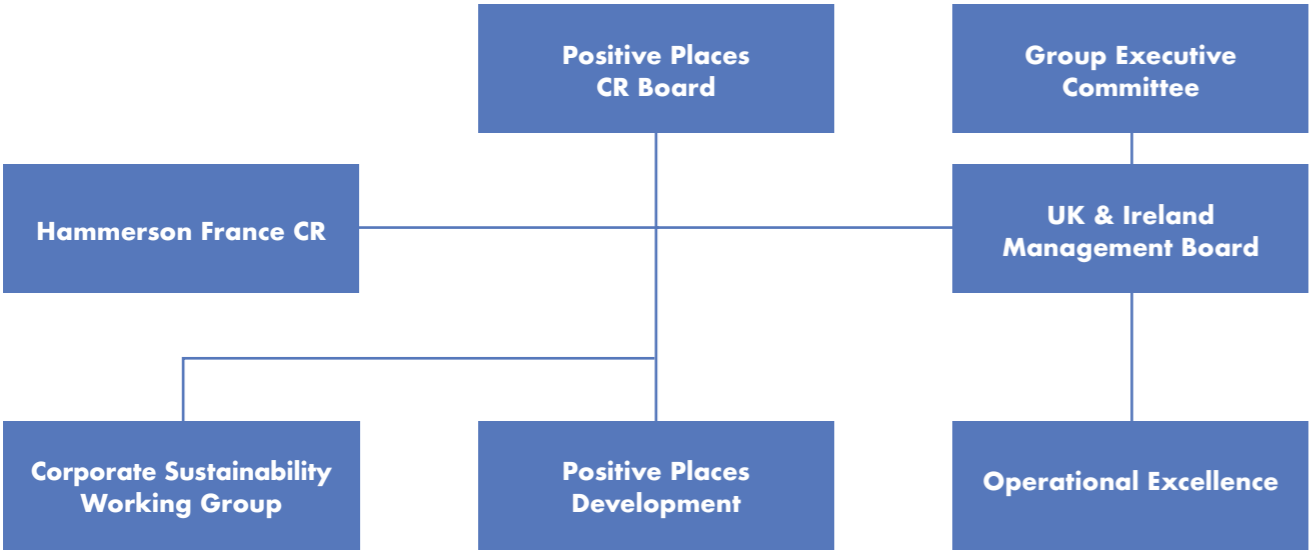 Positive Places
CR Board
Group Executive
Committee
Hammerson France CR
UK & Ireland
Management Board
Corporate Sustainability
Working Group
Positive Places
Development
Operational Excellence